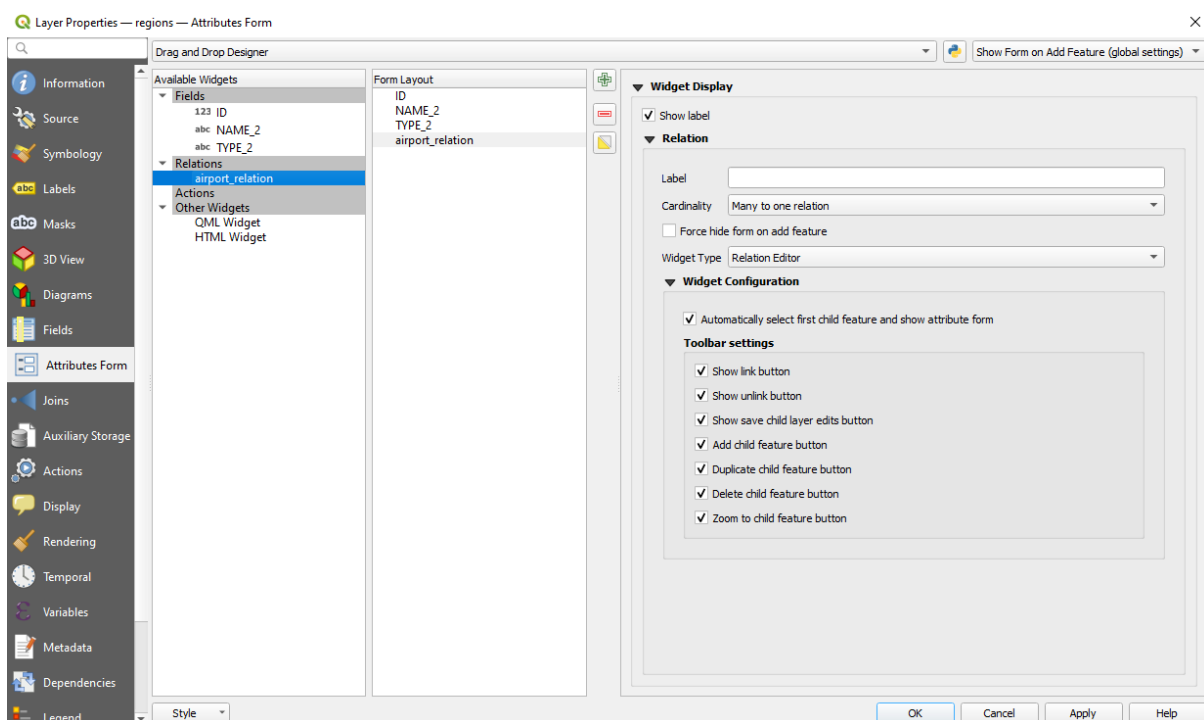 Layer Properties — regions — Attributes Form
Drag and Drop Designer
Show Form on Add Feature (global settings)
Information
Source
Symbology
abc Labels
abc Masks
3D View
Diagrams
Fields
Attributes Form
Joins
Auxiliary Storage
Actions
Display
Rendering
Temporal
Variables
Metadata
Dependencies
Legend
Available Widgets
Fields
123 ID
abc NAME_2
abc TYPE_2
Relations
airport_relation
Actions
Other Widgets
QML Widget
HTML Widget
Form Layout
ID
NAME_2
TYPE_2
airport_relation
Widget Display
Show label
Relation
Label
Cardinality Many to one relation
Force hide form on add feature
Widget Type Relation Editor
Widget Configuration
Automatically select first child feature and show attribute form
Toolbar settings
Show link button
Show unlink button
Show save child layer edits button
Add child feature button
Duplicate child feature button
Delete child feature button
Zoom to child feature button
Style
OK
Cancel
Apply
Help